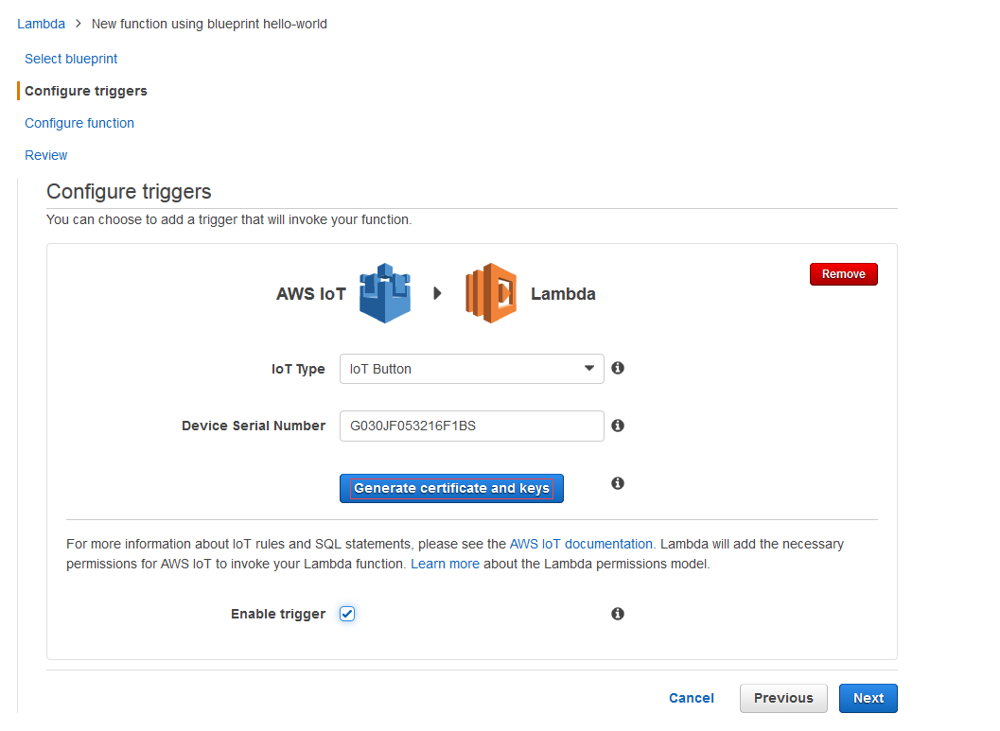 Lambda > New function using blueprint hello-world
Select blueprint
Configure triggers
Configure function
Review
Configure triggers
You can choose to add a trigger that will invoke your function.
AWS IoT
Lambda
Remove
IoT Type
IoT Button
Device Serial Number
G030JF053216F1BS
Generate certificate and keys
For more information about IoT rules and SQL statements, please see the AWS IoT documentation. Lambda will add the necessary
permissions for AWS IoT to invoke your Lambda function. Learn more about the Lambda permissions model.
Enable trigger
Cancel
Previous
Next